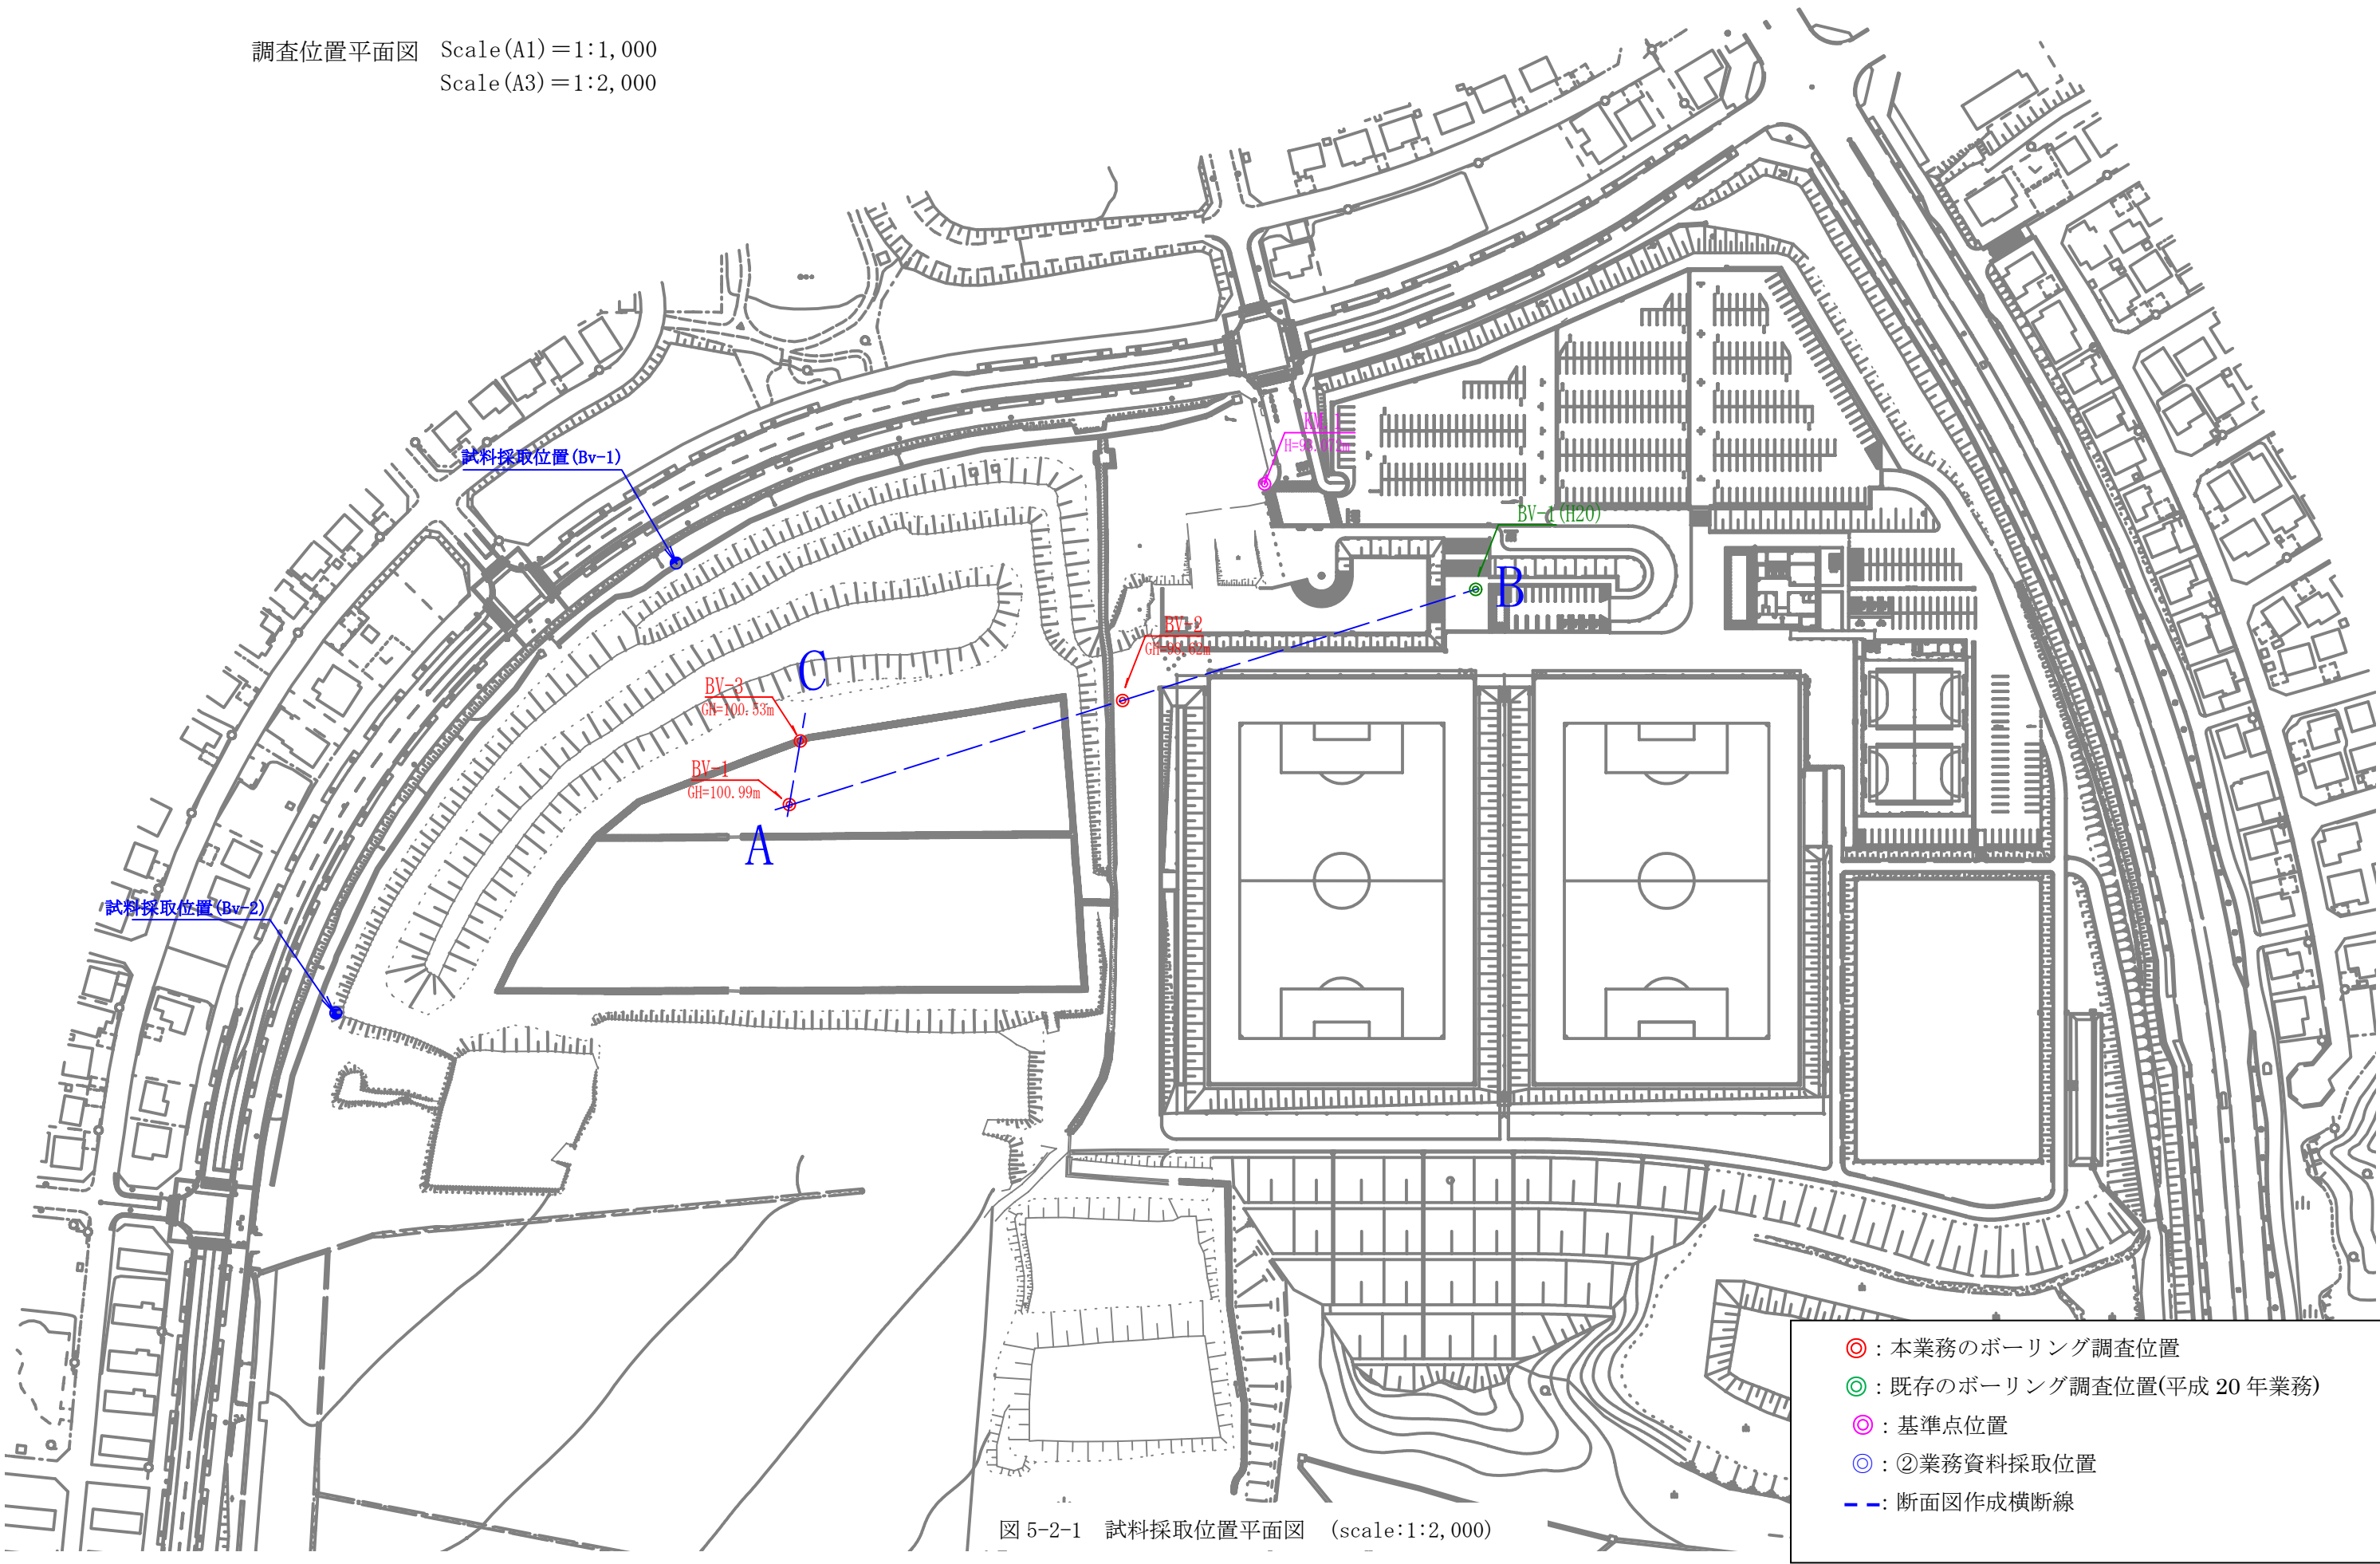 調査位置平面図 Scale(A1)=1:1,000
Scale(A3)=1:2,000
試料採取位置(Bv-1)
H=93.072m
BV-1(H20)
B
BV-2
C
BV-3
GH=100.53m
BV-1
GH=100.99m
A
試料採取位置(Bv-2)
◎:本業務のボーリング調査位置
◎:既存のボーリング調査位置(平成 20 年業務)
◎:基準点位置
◎:②業務資料採取位置
--:断面図作成横断線
図 5-2-1 試料採取位置平面図 (scale:1:2,000)